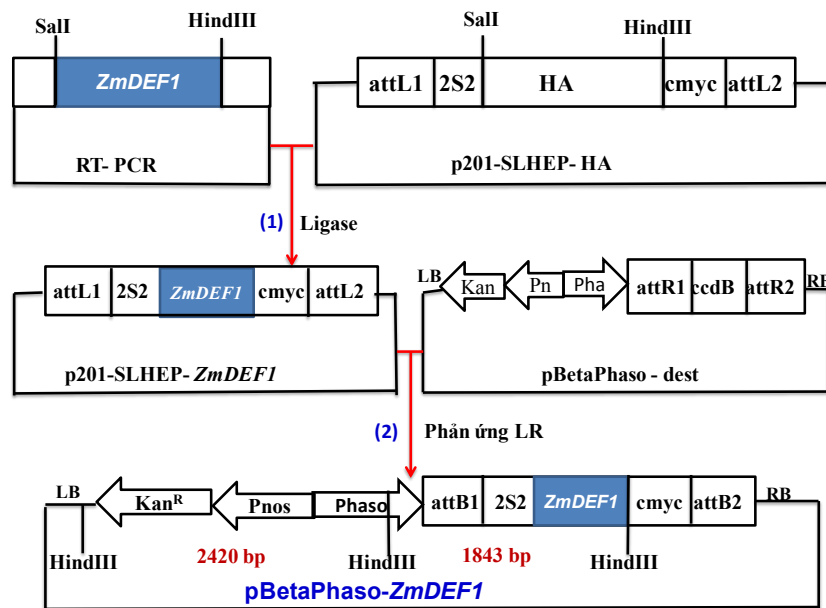 SalI HindIII
ZmDEF1
RT- PCR
SalI HindIII
attL1 2S2 HA cmyc attL2
p201-SLHEP- HA
(1) Ligase
attL1 2S2 ZmDEF1 cmyc attL2
p201-SLHEP- ZmDEF1
LB Kan Pn Pha attR1 ccdB attR2 RB
pBetaPhaso - dest
(2) Phản ứng LR
LB Kanᴿ Pnos Phaso attB1 2S2 ZmDEF1 cmyc attB2 RB
HindIII 2420 bp HindIII 1843 bp HindIII
pBetaPhaso-ZmDEF1